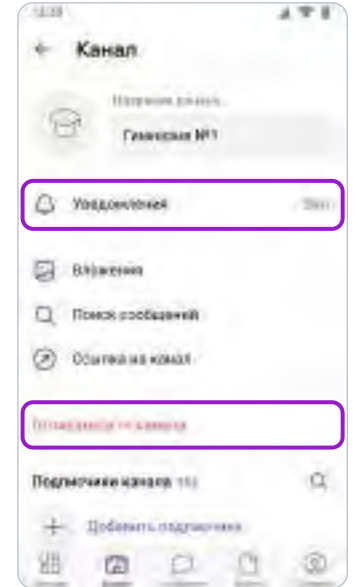 Канал
Название канала
Гимназия №1
Уведомления Вкл
Вложения
Поиск сообщений
Ссылка на канал
Отписаться от канала
Подписчики канала
Добавить подписчика